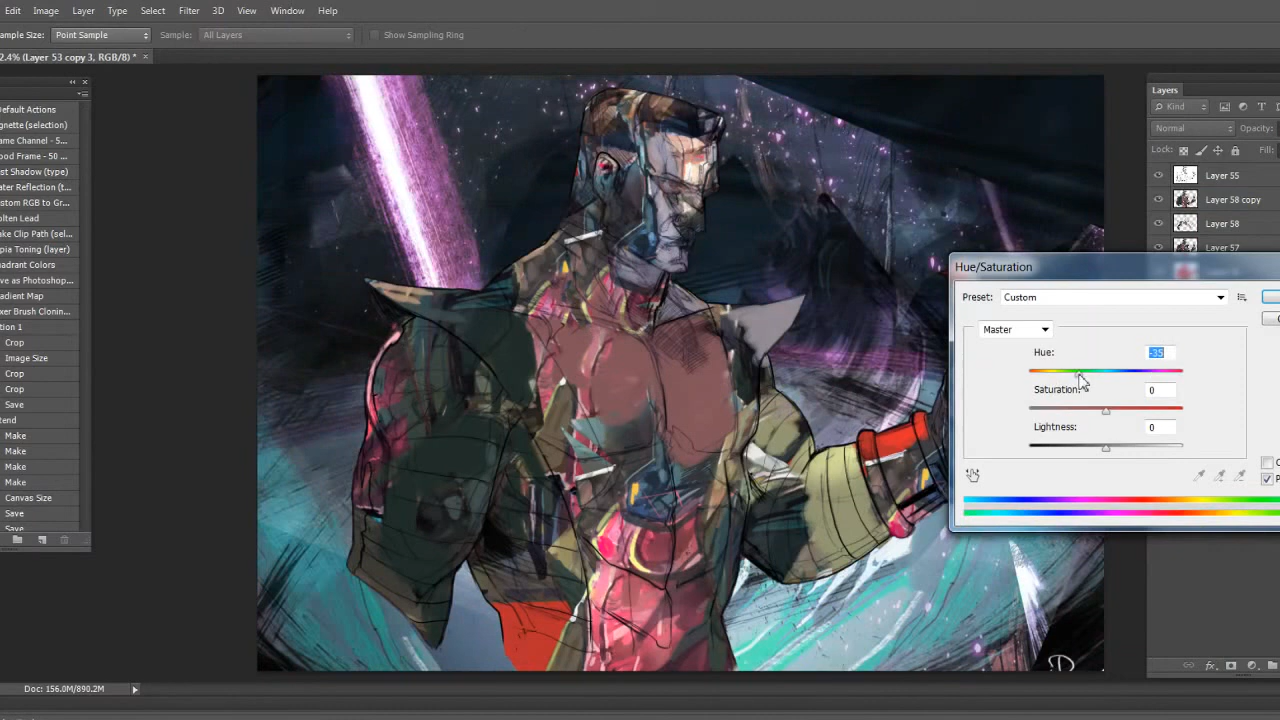 Edit Image Layer Type Select Filter 3D View Window Help
ample Size: Point Sample Sample: All Layers Show Sampling Ring
2.4% (Layer 53 copy 3, RGB/8) * ×
Default Actions
gnette (selection)
ame Channel - 5...
ood Frame - 50 ...
st Shadow (type)
ater Reflection (t...
ustom RGB to Gr...
olten Lead
ake Clip Path (sel...
pia Toning (layer)
uadrant Colors
ve as Photoshop...
adient Map
ixer Brush Clonin...
tion 1
Crop
Image Size
Crop
Crop
Save
tend
Make
Make
Make
Make
Canvas Size
Save
Save
Doc: 156.0M/890.2M
Layers
Kind
Normal Opacity:
Lock: Fill:
Layer 55
Layer 58 copy
Layer 58
Layer 57
Hue/Saturation
Preset: Custom
Master
Hue: -35
Saturation: 0
Lightness: 0